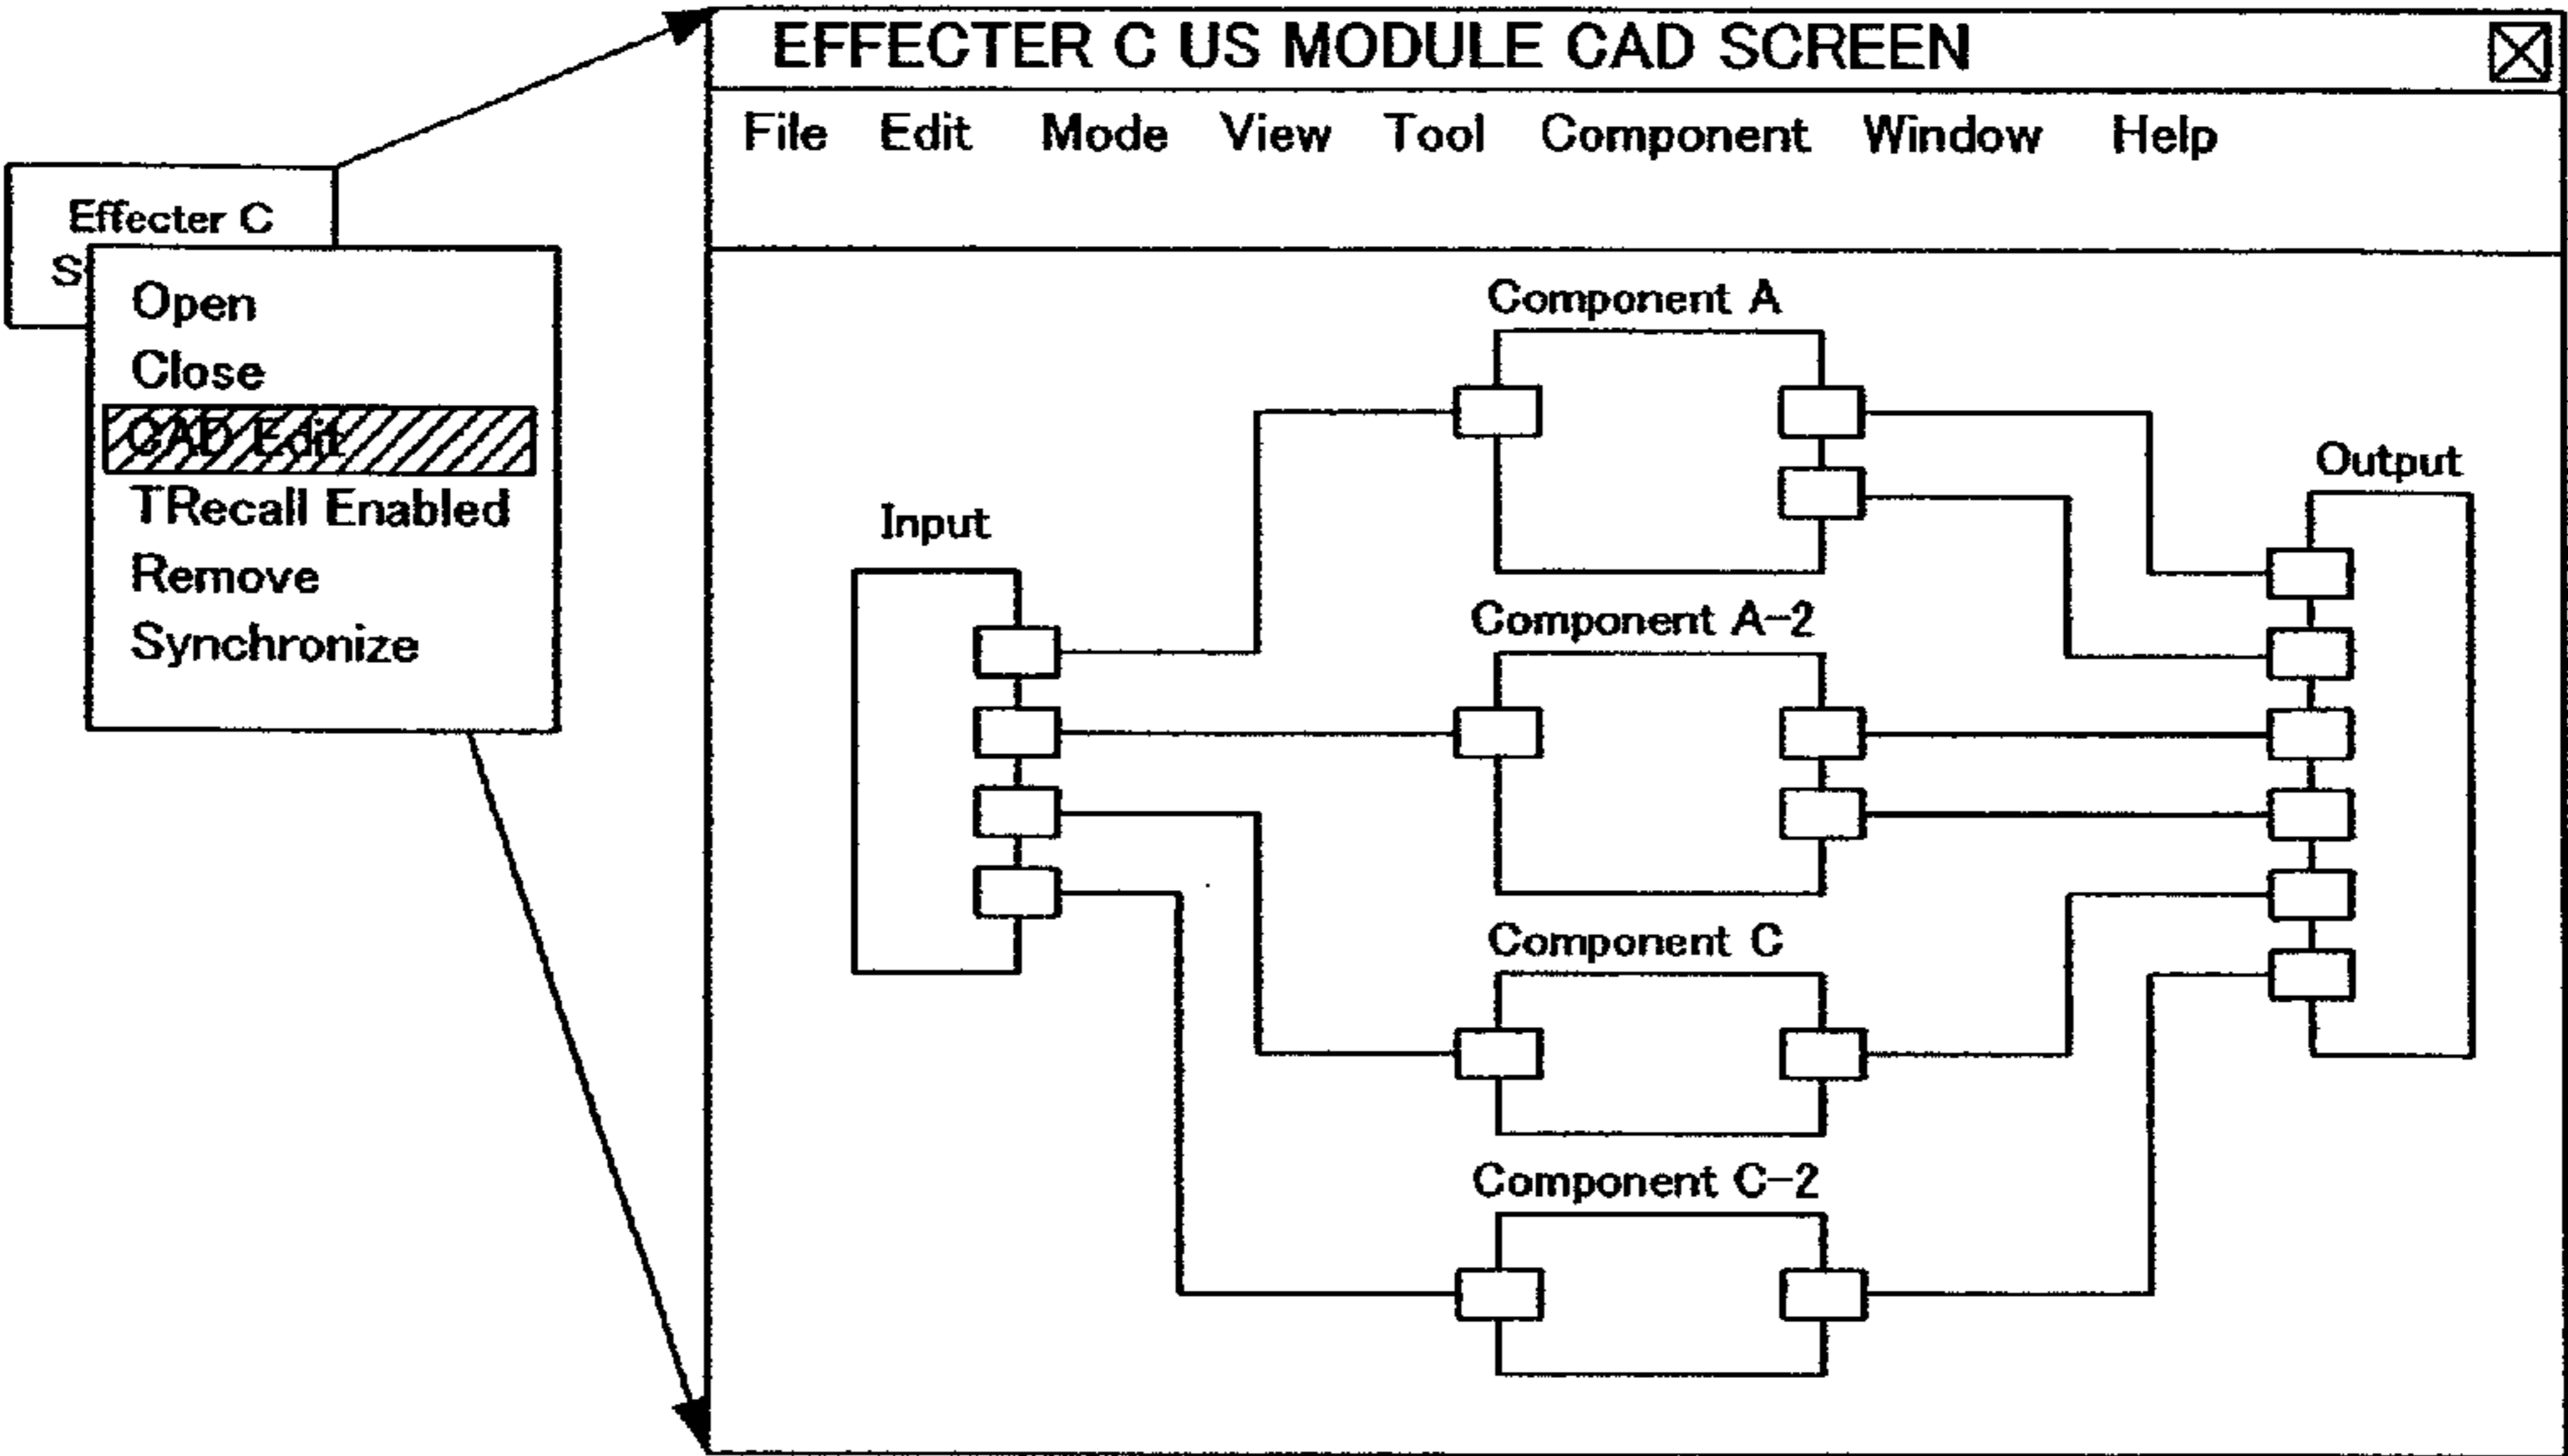 EFFECTER C US MODULE CAD SCREEN
File Edit Mode View Tool Component Window Help
Effecter C
Open
Close
CAD Edit
TRecall Enabled
Remove
Synchronize
Component A
Output
Input
Component A-2
Component C
Component C-2